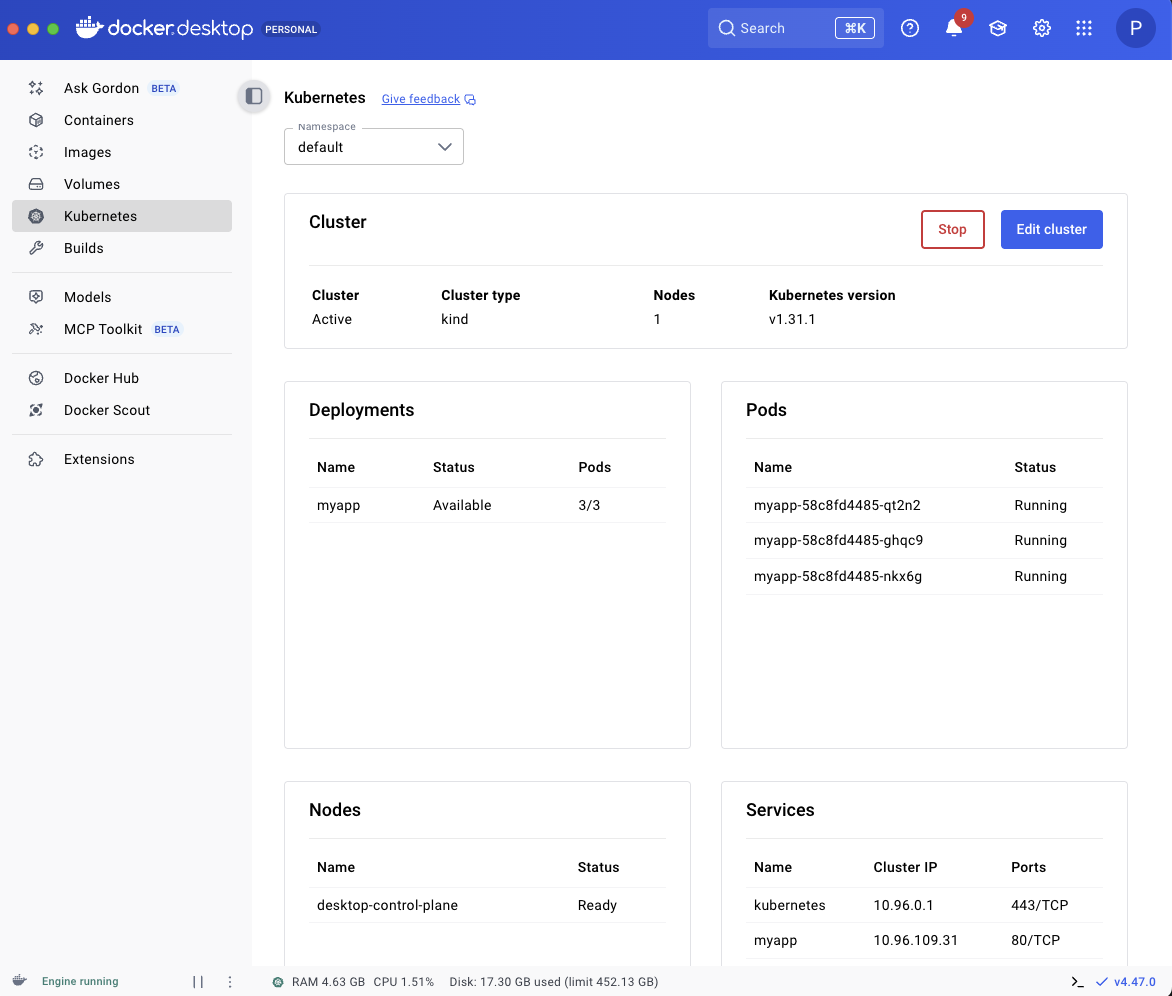 docker desktop PERSONAL Search ⌘K 9 P
Ask Gordon BETA
Containers
Images
Volumes
Kubernetes
Builds
Models
MCP Toolkit BETA
Docker Hub
Docker Scout
Extensions
Kubernetes Give feedback
Namespace
default
Cluster Stop Edit cluster
Cluster Cluster type Nodes Kubernetes version
Active kind 1 v1.31.1
Deployments
Name Status Pods
myapp Available 3/3
Pods
Name Status
myapp-58c8fd4485-qt2n2 Running
myapp-58c8fd4485-ghqc9 Running
myapp-58c8fd4485-nkx6g Running
Nodes
Name Status
desktop-control-plane Ready
Services
Name Cluster IP Ports
kubernetes 10.96.0.1 443/TCP
myapp 10.96.109.31 80/TCP
Engine running RAM 4.63 GB CPU 1.51% Disk: 17.30 GB used (limit 452.13 GB) v4.47.0